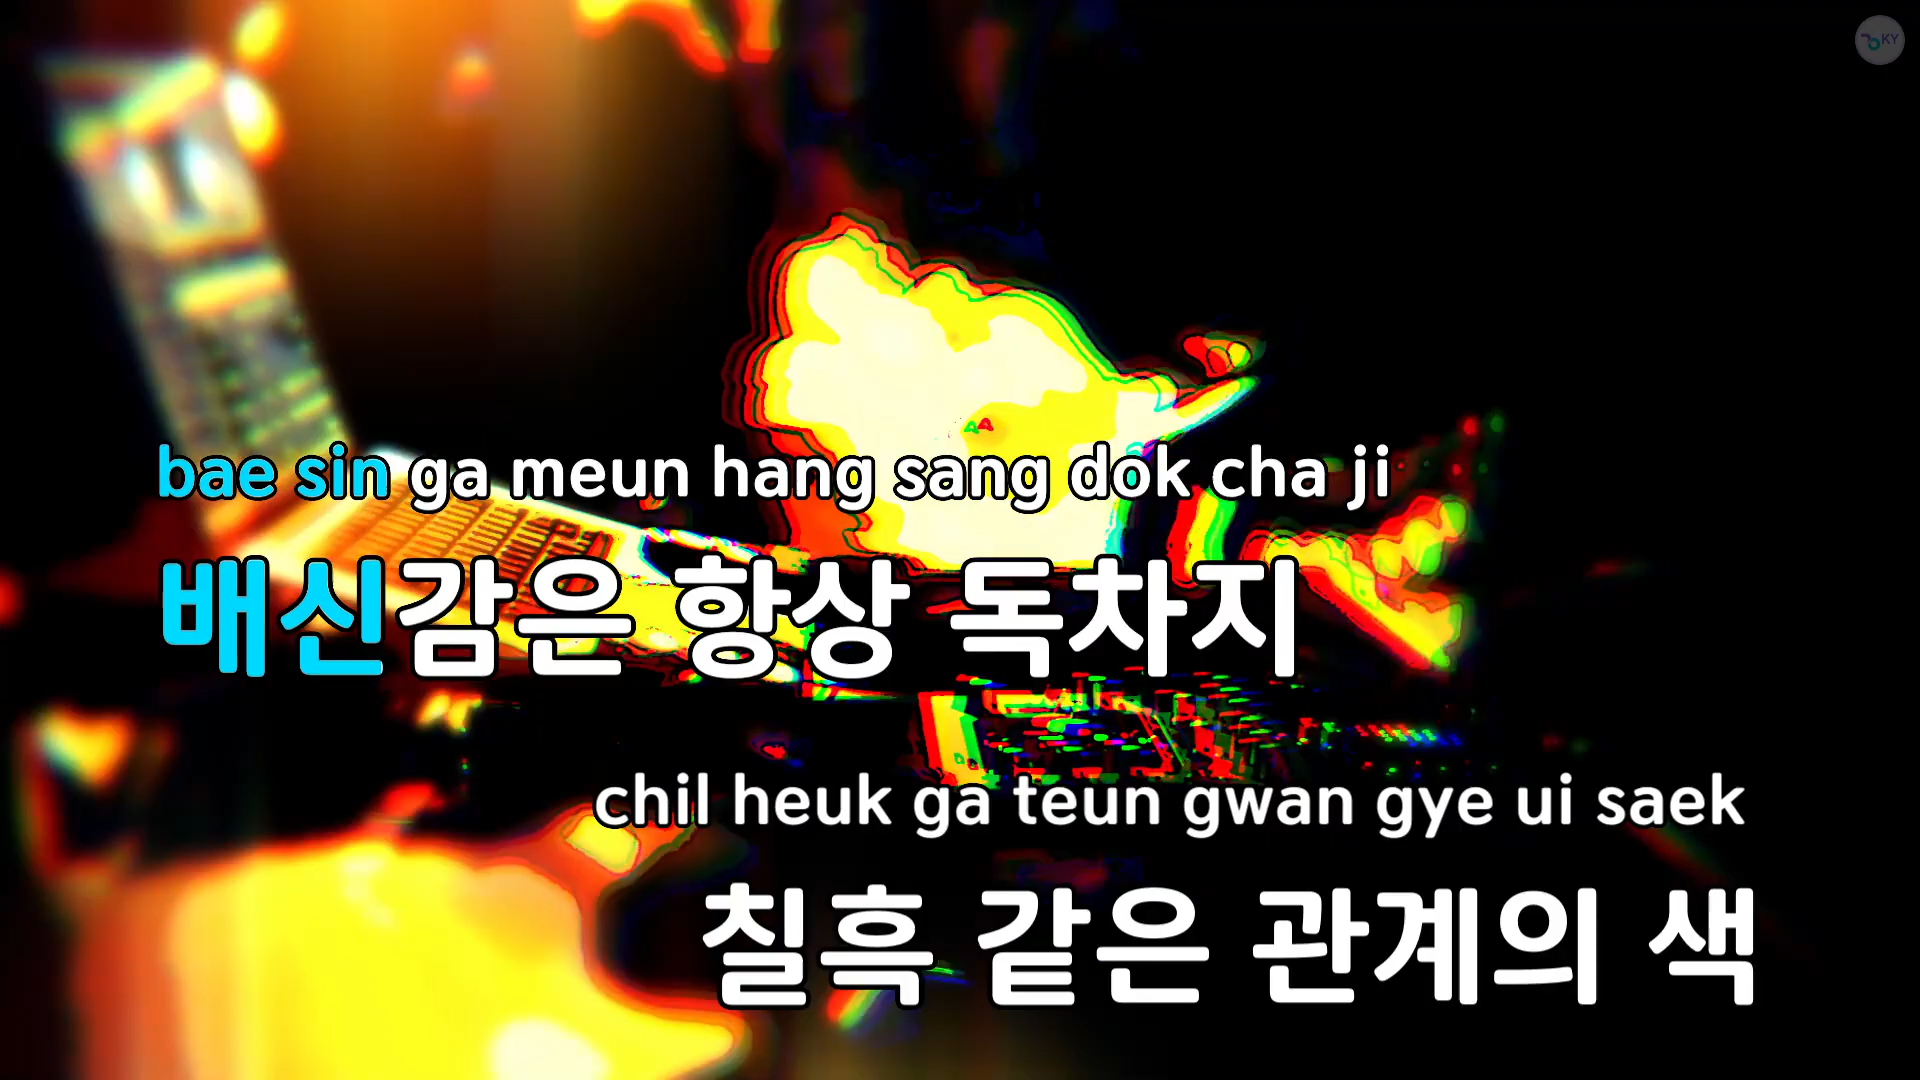 KY
bae sin ga meun hang sang dok cha ji
배신감은 항상 독차지
chil heuk ga teun gwan gye ui saek
칠흑 같은 관계의 색